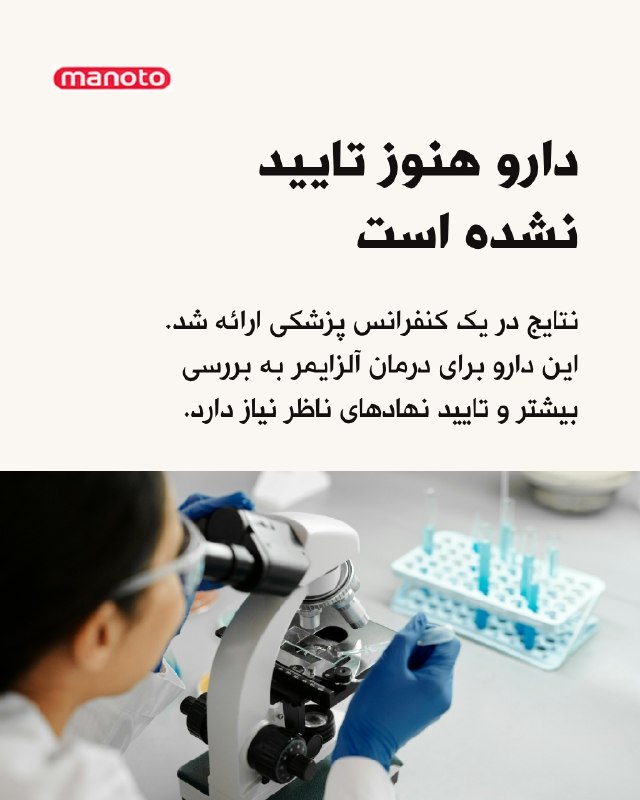 manoto
دارو هنوز تایید
نشده است
نتایج در یک کنفرانس پزشکی ارائه شد.
این دارو برای درمان آلزایمر به بررسی
بیشتر و تایید نهادهای ناظر نیاز دارد.